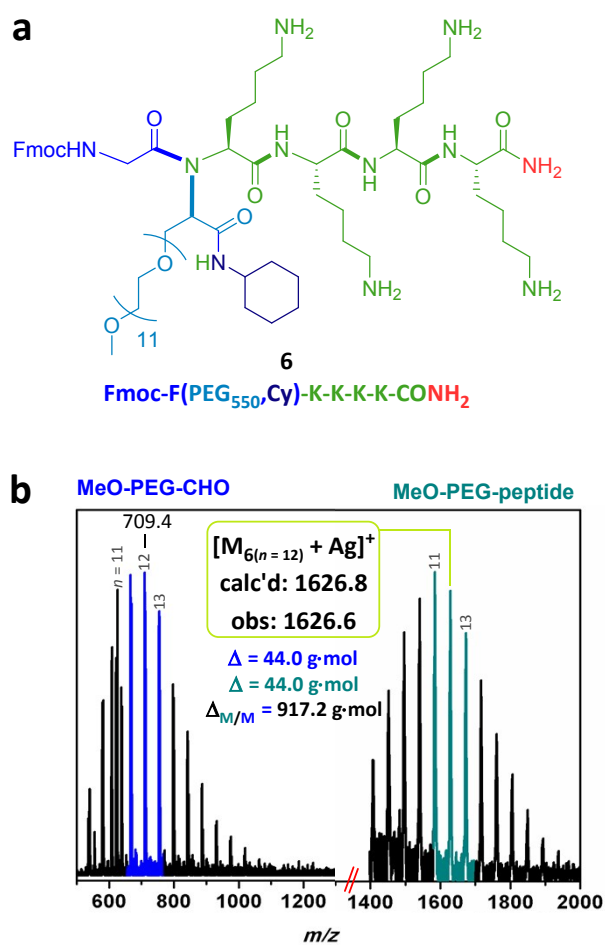 a
NH2
NH2
FmocHN
O
N
O
H
N
O
N
H
O
H
N
O
NH2
O
O
HN
O
11
NH2
NH2
6
Fmoc-F(PEG550,Cy)-K-K-K-K-CONH2
b
MeO-PEG-CHO
MeO-PEG-peptide
709.4
n = 11
12
13
[M6(n = 12) + Ag]+
calc'd: 1626.8
obs: 1626.6
Δ = 44.0 g·mol
Δ = 44.0 g·mol
ΔM/M = 917.2 g·mol
11
13
600 800 1000 1200 1400 1600 1800 2000
m/z